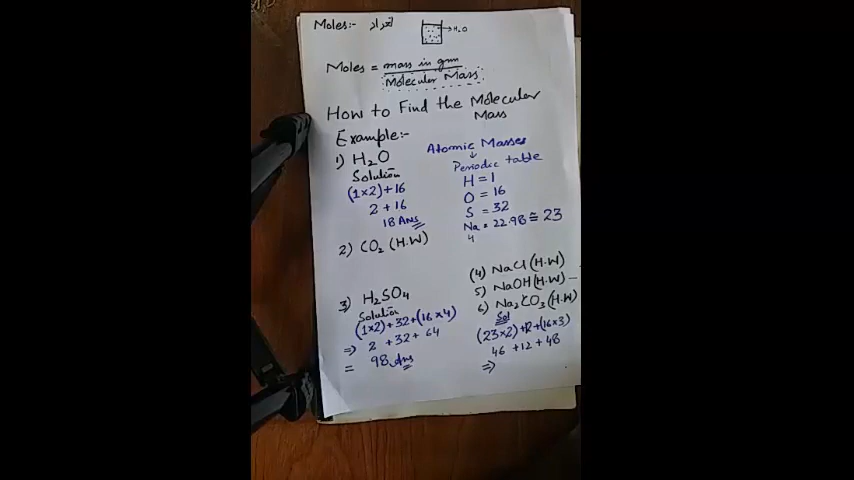 Moles:- مقدار
H₂O
Moles = mass in gm
Molecular Mass
How to Find the Molecular
Mass
Example:-
1) H₂O
Solution
(1×2)+16
2 + 16
18 Ans
2) CO₂ (H.W)
3) H₂SO₄
Solution
(1×2)+32+(16×4)
⇒ 2 +32+ 64
= 98 Ans
Atomic Masses
↓
Periodic table
H = 1
O = 16
S = 32
Na = 22.98 ≅ 23
(4) NaCl (H.W)
5) NaOH (H.W)
6) Na₂CO₃ (H.W)
Sol
(23×2)+12+(16×3)
46 +12+48
⇒